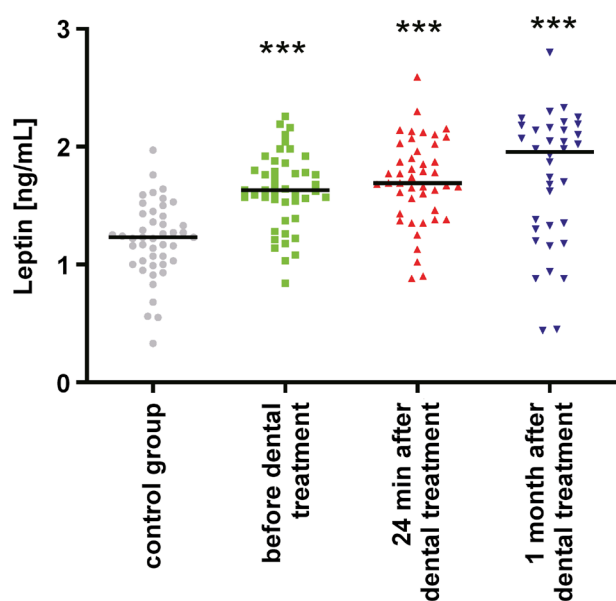 Leptin [ng/mL]
3
2
1
0
***
***
***
control group
before dental
treatment
24 min after
dental treatment
1 month after
dental treatment